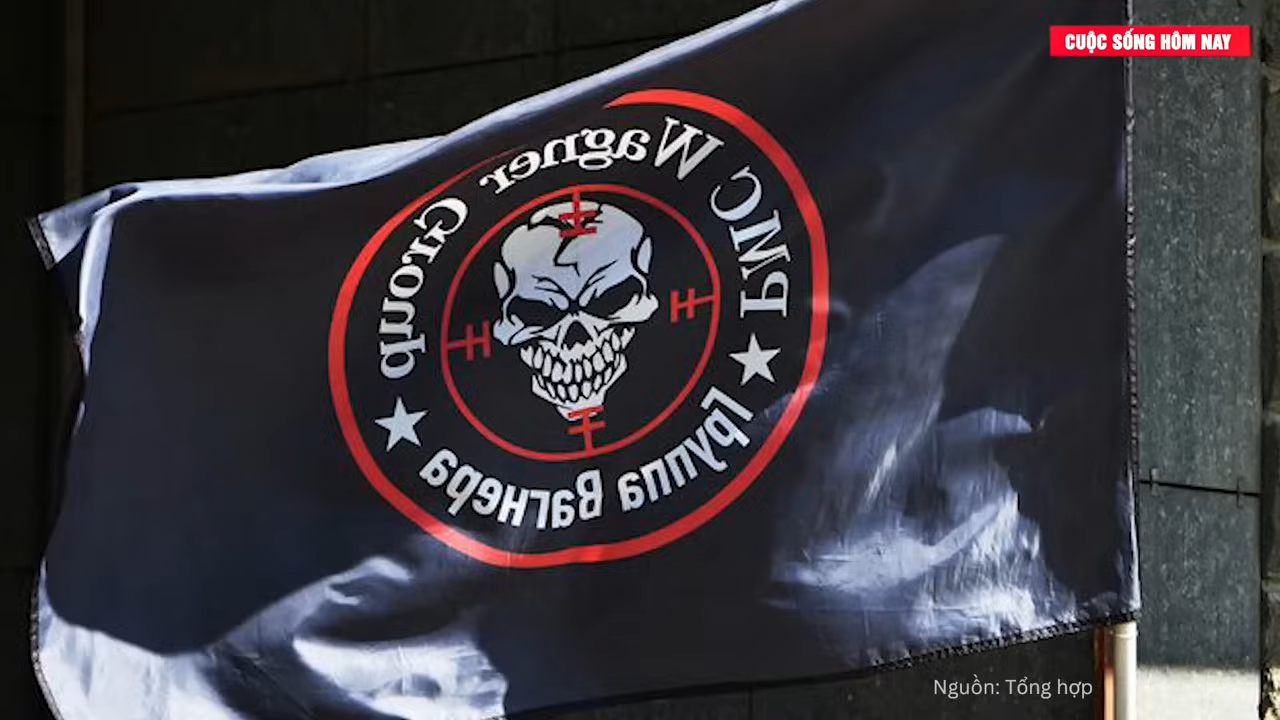 CUỘC SỐNG HÔM NAY
PMC Wagner Group
Группа Вагнера
Nguồn: Tổng hợp